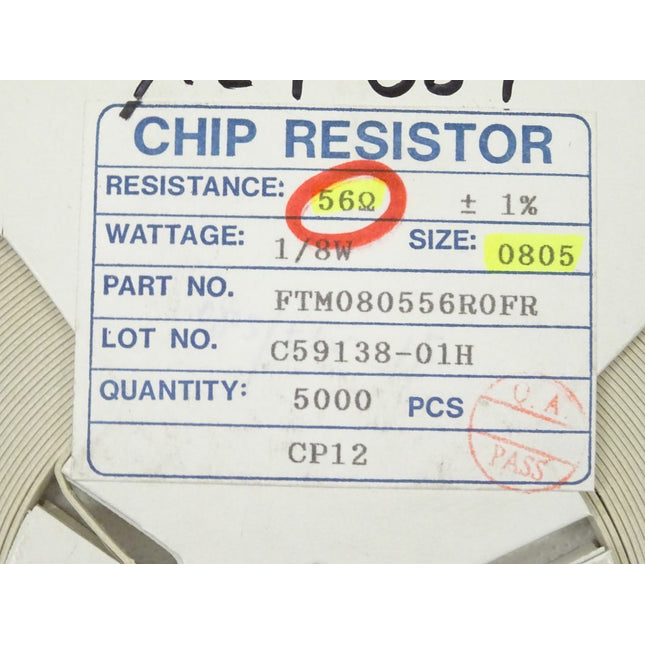 CHIP RESISTOR
RESISTANCE: 56Ω ± 1%
WATTAGE: 1/8W SIZE: 0805
PART NO. FTM080556R0FR
LOT NO. C59138-01H
QUANTITY: 5000 PCS
CP12
Q. A.
PASS